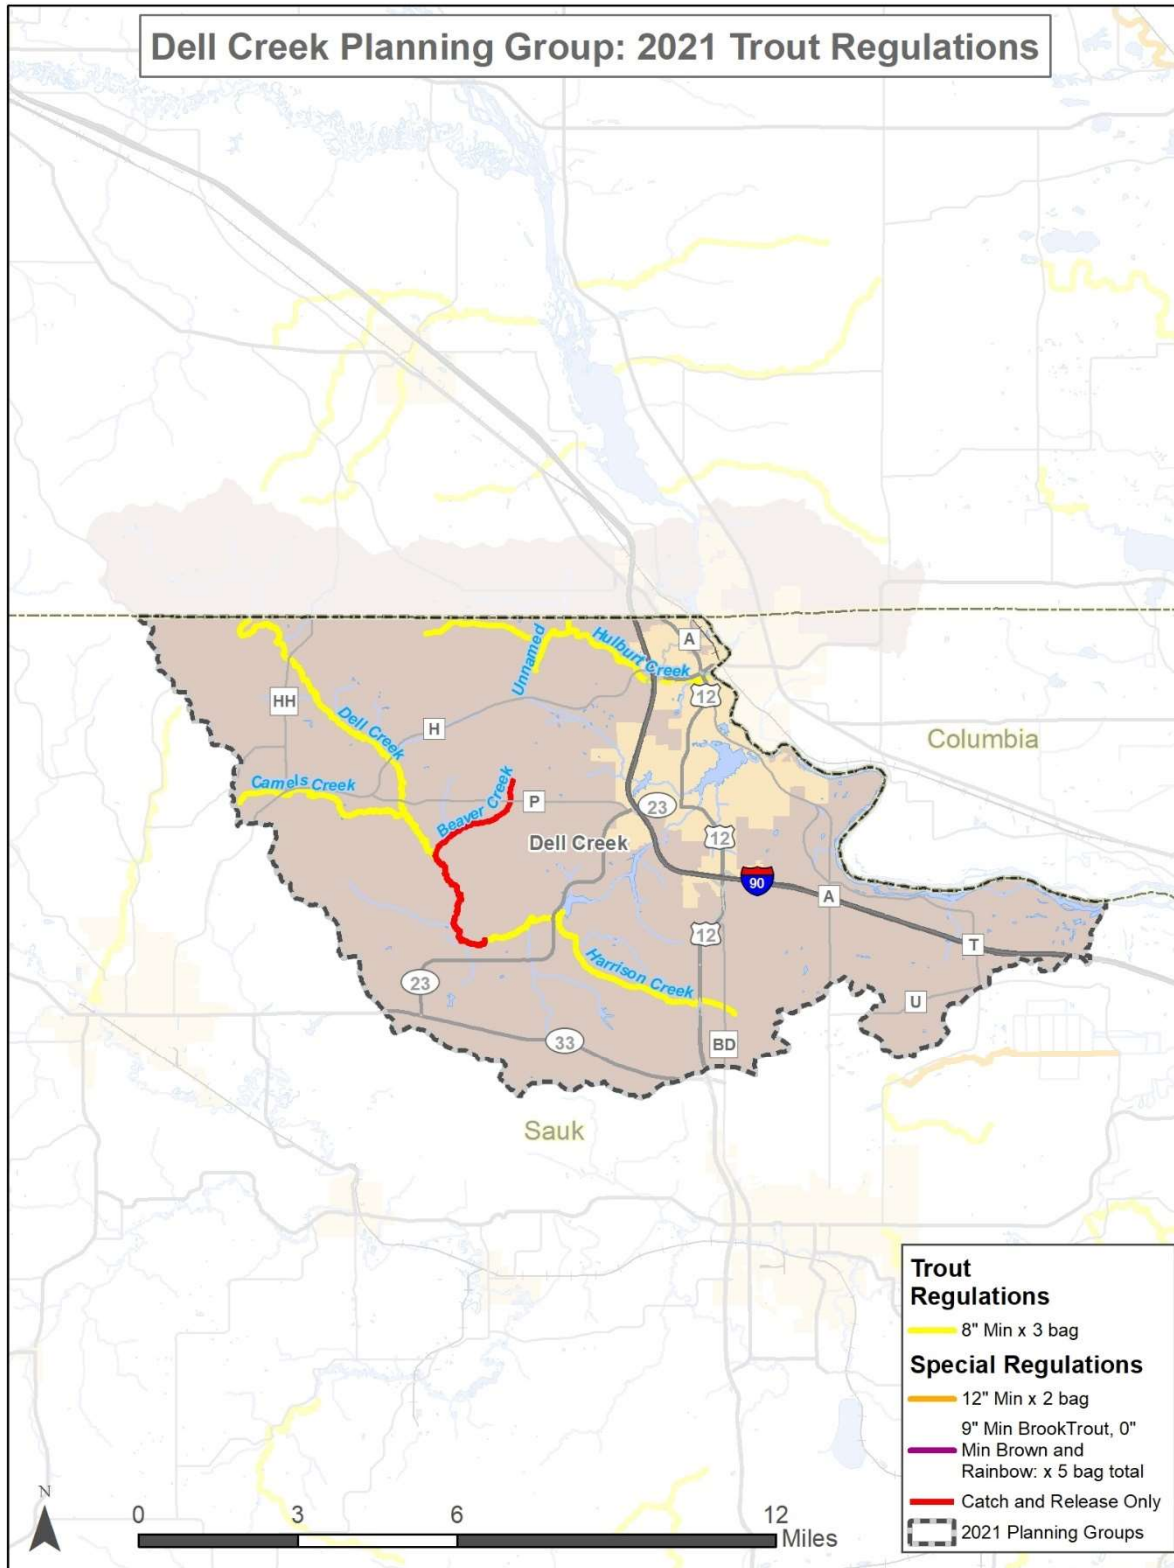 Dell Creek Planning Group: 2021 Trout Regulations
Hulburt Creek
A
Unnamed
12
HH
Dell Creek
H
Columbia
Camels Creek
Beaver Creek
P
23
Dell Creek
12
90
A
12
T
Harrison Creek
23
U
33
BD
Sauk
Trout
Regulations
8" Min x 3 bag
Special Regulations
12" Min x 2 bag
9" Min BrookTrout, 0"
Min Brown and
Rainbow: x 5 bag total
Catch and Release Only
2021 Planning Groups
N
0 3 6 12
Miles